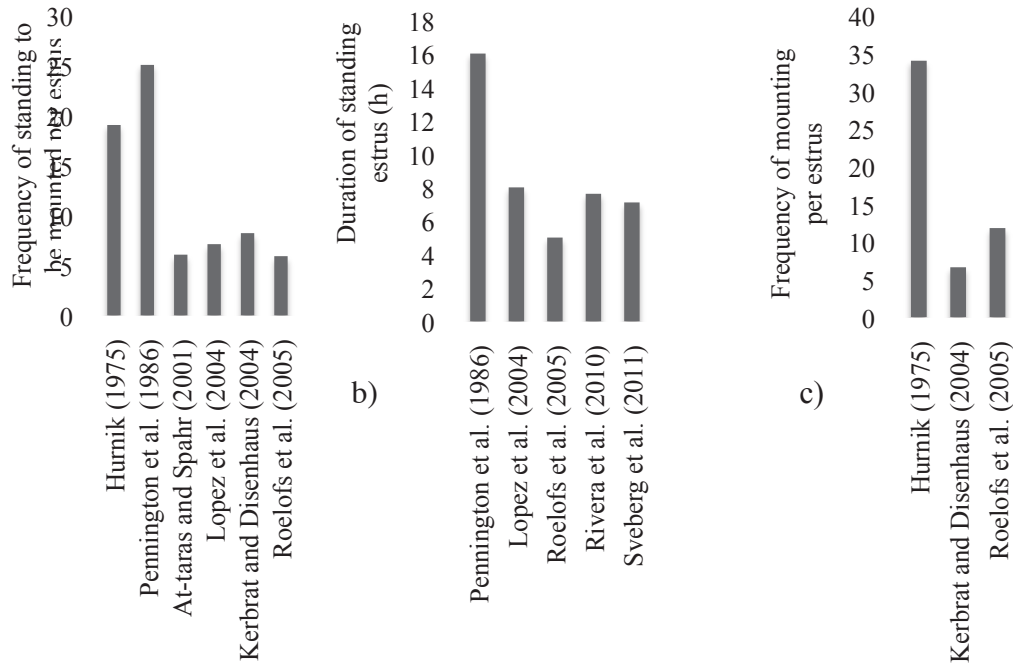 Frequency of standing to
be mounted per estrus
30
25
20
15
10
5
0
Hurnik (1975)
Pennington et al. (1986)
At-taras and Spahr (2001)
Lopez et al. (2004)
Kerbrat and Disenhaus (2004)
Roelofs et al. (2005)
b)
Duration of standing
estrus (h)
18
16
14
12
10
8
6
4
2
0
Pennington et al. (1986)
Lopez et al. (2004)
Roelofs et al. (2005)
Rivera et al. (2010)
Sveberg et al. (2011)
c)
Frequency of mounting
per estrus
40
35
30
25
20
15
10
5
0
Hurnik (1975)
Kerbrat and Disenhaus (2004)
Roelofs et al. (2005)